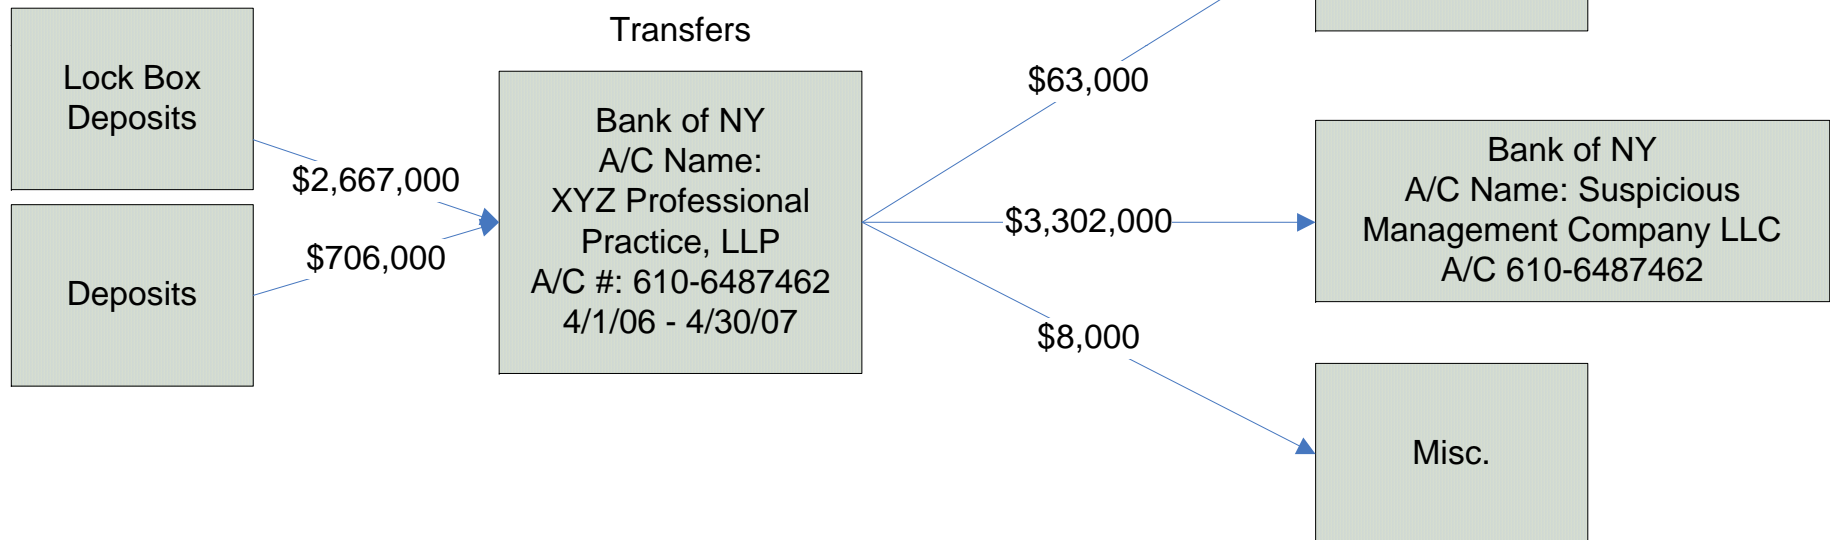 Transfers
Lock Box
Deposits
$2,667,000
Deposits
$706,000
Bank of NY
A/C Name:
XYZ Professional
Practice, LLP
A/C #: 610-6487462
4/1/06 - 4/30/07
$63,000
$3,302,000
$8,000
Bank of NY
A/C Name: Suspicious
Management Company LLC
A/C 610-6487462
Misc.